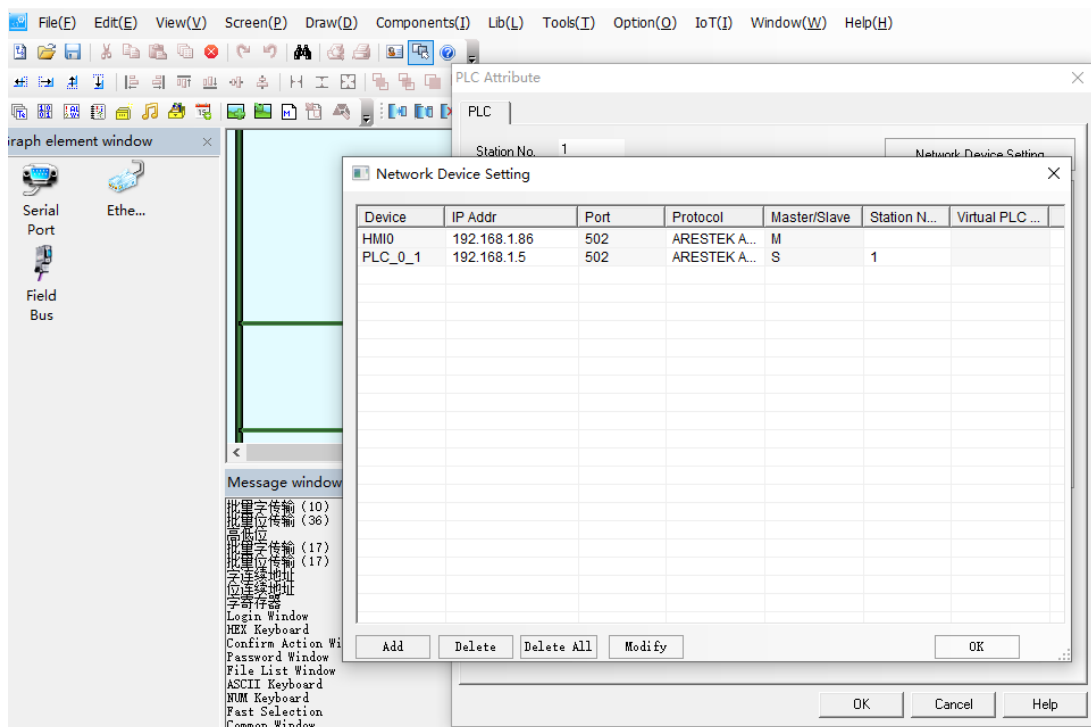 File(F) Edit(E) View(V) Screen(P) Draw(D) Components(I) Lib(L) Tools(T) Option(O) IoT(I) Window(W) Help(H)
PLC Attribute
PLC
Station No. 1
Network Device Setting
raph element window
Serial Port
Ethe...
Field Bus
Network Device Setting
Device IP Addr Port Protocol Master/Slave Station N... Virtual PLC ...
HMI0 192.168.1.86 502 ARESTEK A... M
PLC_0_1 192.168.1.5 502 ARESTEK A... S 1
Add Delete Delete All Modify OK
Message window
批量字传输 (10)
批量位传输 (36)
高低位
批量字传输 (17)
批量位传输 (17)
字连续地址
位连续地址
字寄存器
Login Window
HEX Keyboard
Confirm Action Wi
Password Window
File List Window
ASCII Keyboard
NUM Keyboard
Fast Selection
Common Window
OK Cancel Help